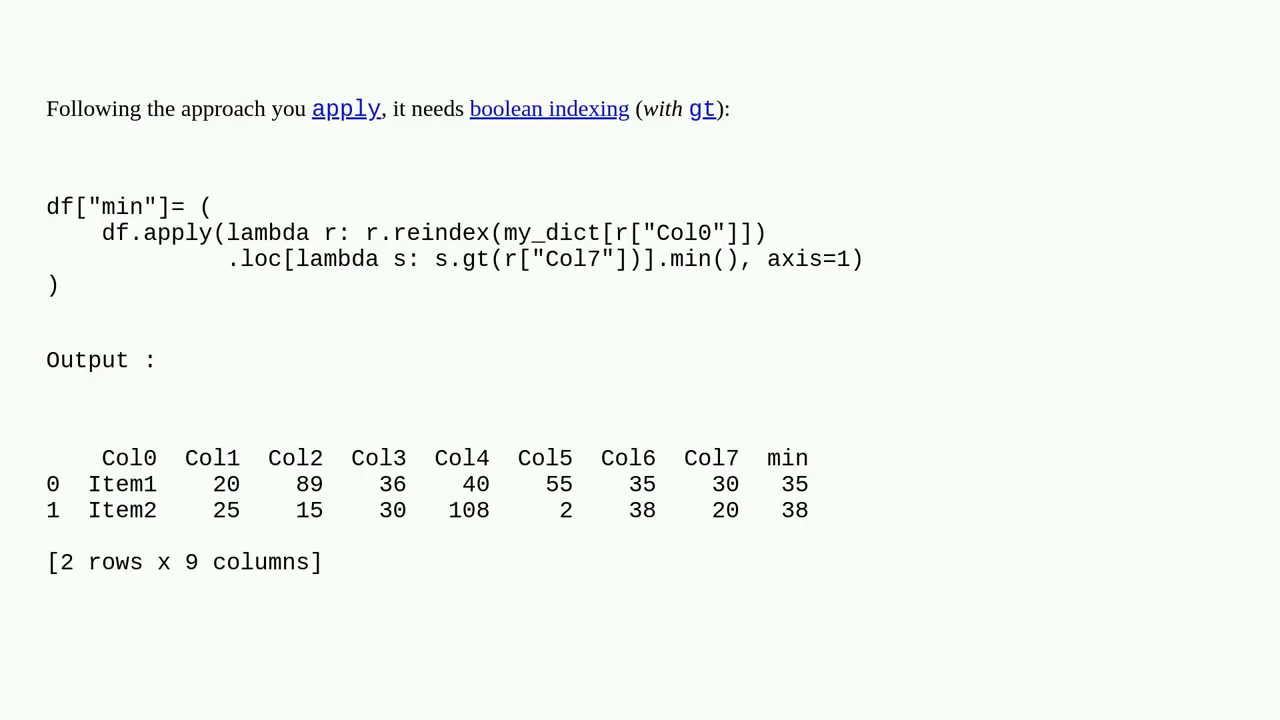 Following the approach you apply, it needs boolean indexing (with gt):
df["min"]= (
    df.apply(lambda r: r.reindex(my_dict[r["Col0"]])
             .loc[lambda s: s.gt(r["Col7"])].min(), axis=1)
)
Output :
    Col0  Col1  Col2  Col3  Col4  Col5  Col6  Col7  min
0  Item1    20    89    36    40    55    35    30   35
1  Item2    25    15    30   108     2    38    20   38
[2 rows x 9 columns]